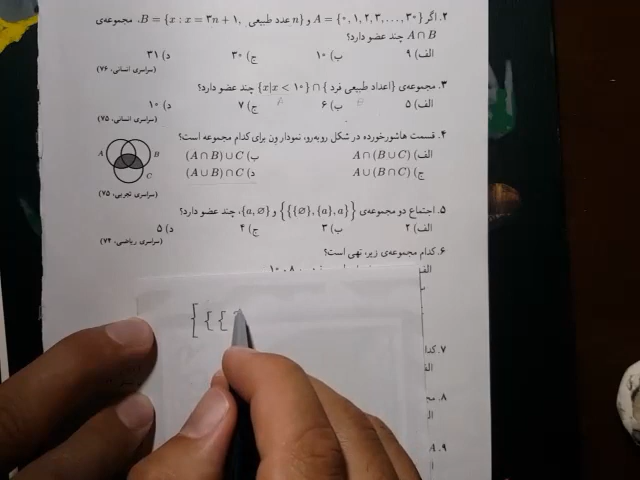 ۲. اگر A = {۰, ۱, ۲, ۳, ..., ۳۰} و B = {x : x = ۳n + ۱, n عدد طبیعی}، مجموعه‌ی
A ∩ B چند عضو دارد؟
الف) ۹ ب) ۱۰ ج) ۳۰ د) ۳۱
(سراسری انسانی، ۷۶)
۳. مجموعه‌ی {اعداد طبیعی فرد} ∩ {x|x < ۱۰} چند عضو دارد؟
الف) ۵ ب) ۶ ج) ۷ د) ۱۰
(سراسری انسانی، ۷۵)
۴. قسمت هاشورخورده در شکل روبه‌رو، نمودار وِن برای کدام مجموعه است؟
الف) A ∩ (B ∪ C) ب) (A ∩ B) ∪ C
ج) A ∪ (B ∩ C) د) (A ∪ B) ∩ C
A B
C
(سراسری تجربی، ۷۵)
۵. اجتماع دو مجموعه‌ی {{{∅}, {a}, a}} و {a, ∅}، چند عضو دارد؟
الف) ۲ ب) ۳ ج) ۴ د) ۵
(سراسری ریاضی، ۷۴)
۶. کدام مجموعه‌ی زیر، تهی است؟
{ { {
۷. کدا
۸.
۹.